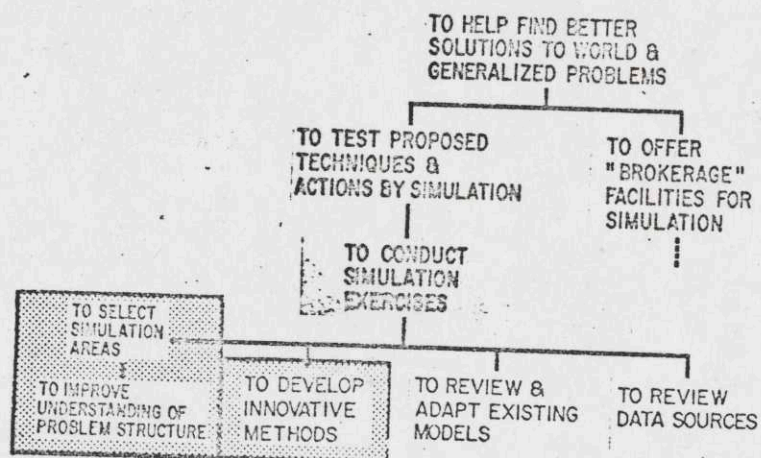 TO HELP FIND BETTER
SOLUTIONS TO WORLD &
GENERALIZED PROBLEMS
TO TEST PROPOSED
TECHNIQUES &
ACTIONS BY SIMULATION
TO OFFER
"BROKERAGE"
FACILITIES FOR
SIMULATION
TO CONDUCT
SIMULATION
EXERCISES
TO SELECT
SIMULATION
AREAS
TO IMPROVE
UNDERSTANDING OF
PROBLEM STRUCTURE
TO DEVELOP
INNOVATIVE
METHODS
TO REVIEW &
ADAPT EXISTING
MODELS
TO REVIEW
DATA SOURCES